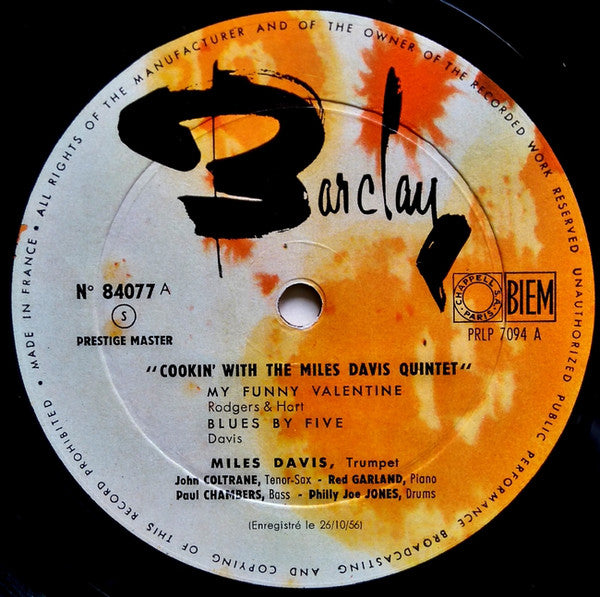 • MADE IN FRANCE • ALL RIGHTS OF THE MANUFACTURER AND OF THE OWNER OF THE RECORDED WORK RESERVED UNAUTHORIZED PUBLIC PERFORMANCE BROADCASTING AND COPYING OF THIS RECORD PROHIBITED
Barclay
N° 84077 A
S
PRESTIGE MASTER
CHAPPELL S.A. PARIS
BIEM
PRLP 7094 A
"COOKIN' WITH THE MILES DAVIS QUINTET"
MY FUNNY VALENTINE
Rodgers & Hart
BLUES BY FIVE
Davis
MILES DAVIS, Trumpet
John COLTRANE, Tenor-Sax - Red GARLAND, Piano
Paul CHAMBERS, Bass - Philly Joe JONES, Drums
(Enregistré le 26/10/56)